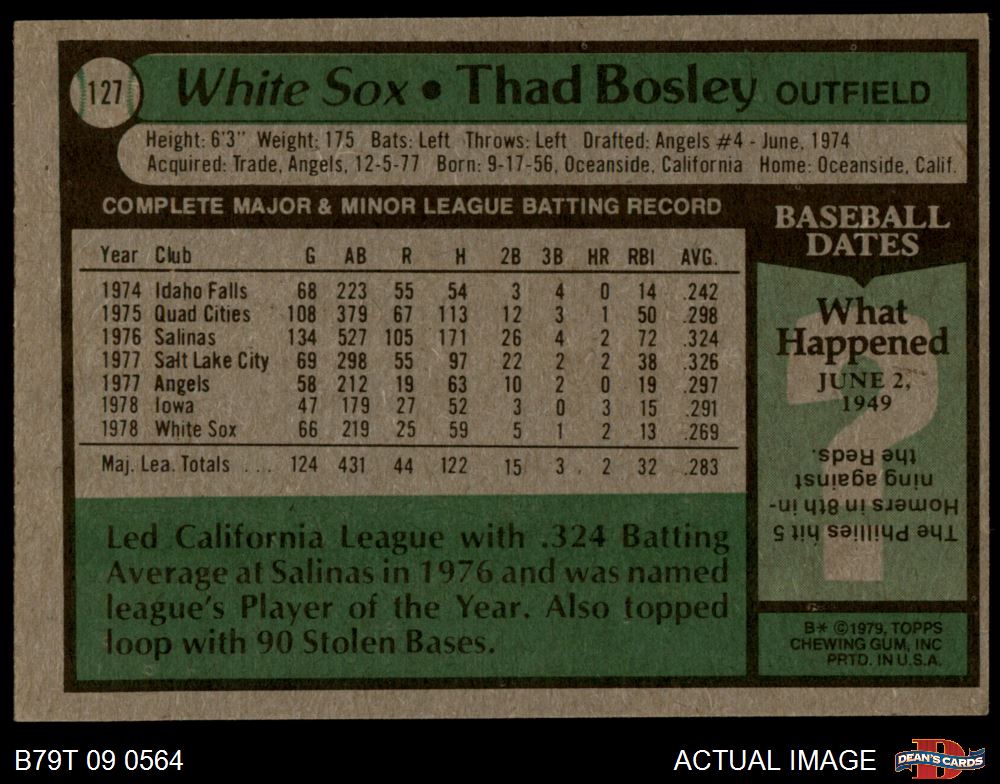 127 White Sox • Thad Bosley OUTFIELD
Height: 6'3" Weight: 175 Bats: Left Throws: Left Drafted: Angels #4 - June, 1974
Acquired: Trade, Angels, 12-5-77 Born: 9-17-56, Oceanside, California Home: Oceanside, Calif.
COMPLETE MAJOR & MINOR LEAGUE BATTING RECORD
Year Club G AB R H 2B 3B HR RBI AVG.
1974 Idaho Falls 68 223 55 54 3 4 0 14 .242
1975 Quad Cities 108 379 67 113 12 3 1 50 .298
1976 Salinas 134 527 105 171 26 4 2 72 .324
1977 Salt Lake City 69 298 55 97 22 2 2 38 .326
1977 Angels 58 212 19 63 10 2 0 19 .297
1978 Iowa 47 179 27 52 3 0 3 15 .291
1978 White Sox 66 219 25 59 5 1 2 13 .269
Maj. Lea. Totals ... 124 431 44 122 15 3 2 32 .283
Led California League with .324 Batting
Average at Salinas in 1976 and was named
league's Player of the Year. Also topped
loop with 90 Stolen Bases.
BASEBALL
DATES
What
Happened
JUNE 2,
1949
The Phillies hit 5
Homers in 8th in-
ning against
the Reds.
B* ©1979, TOPPS
CHEWING GUM, INC
PRTD. IN U.S.A.
B79T 09 0564
ACTUAL IMAGE
D
DEAN'S CARDS